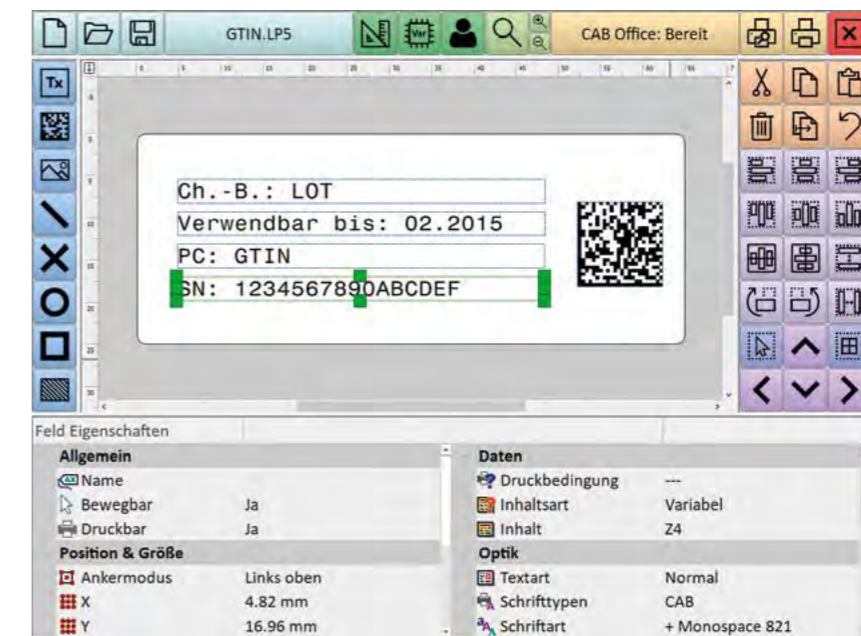 GTIN.LP5
Var
CAB Office: Bereit
Tx
Ch.-B.: LOT
Verwendbar bis: 02.2015
PC: GTIN
SN: 1234567890ABCDEF
Feld Eigenschaften
Allgemein
Daten
Name
Druckbedingung ---
Bewegbar Ja
Inhaltsart Variabel
Druckbar Ja
Inhalt Z4
Position & Größe
Optik
Ankermodus Links oben
Textart Normal
X 4.82 mm
Schrifttypen CAB
Y 16.96 mm
Schriftart + Monospace 821